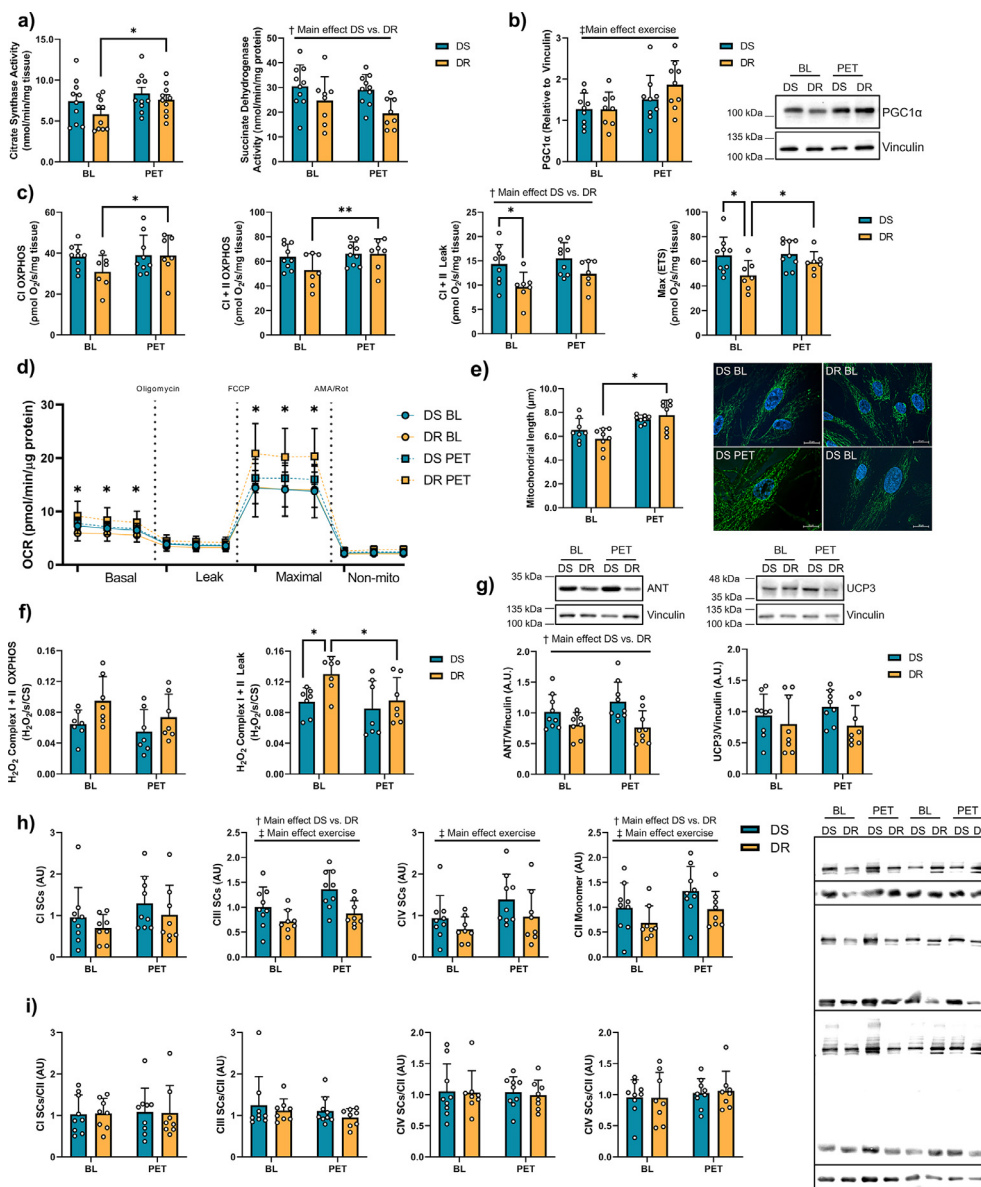 a)
Citrate Synthase Activity
(nmol/min/mg tissue)
15.0
10.0
5.0
0.0
*
BL
PET
Succinate Dehydrogenase
Activity (nmol/min/mg protein)
50
40
30
20
10
0
† Main effect DS vs. DR
BL
PET
DS
DR
b)
PGC1α (Relative to Vinculin)
3.0
2.0
1.0
0.0
‡Main effect exercise
BL
PET
DS
DR
BL PET
DS DR DS DR
100 kDa
PGC1α
135 kDa
100 kDa
Vinculin
c)
CI OXPHOS
(pmol O₂/s/mg tissue)
60
40
20
0
*
BL
PET
CI + II OXPHOS
(pmol O₂/s/mg tissue)
100
80
60
40
20
0
**
BL
PET
CI + II Leak
(pmol O₂/s/mg tissue)
25
20
15
10
5
0
† Main effect DS vs. DR
*
BL
PET
Max (ETS)
(pmol O₂/s/mg tissue)
100
80
60
40
20
0
* *
BL
PET
DS
DR
d)
OCR (pmol/min/μg protein)
30
20
10
0
Oligomycin
FCCP
AMA/Rot
* * *
* * *
Basal
Leak
Maximal
Non-mito
DS BL
DR BL
DS PET
DR PET
e)
Mitochondrial length (μm)
10.0
8.0
6.0
4.0
2.0
0.0
*
BL
PET
DS BL
DR BL
DS PET
DS BL
f)
H₂O₂ Complex I + II OXPHOS
(H₂O₂/s/CS)
0.16
0.12
0.08
0.04
0.00
BL
PET
H₂O₂ Complex I + II Leak
(H₂O₂/s/CS)
0.16
0.12
0.08
0.04
0.00
* *
BL
PET
DS
DR
g)
BL PET
DS DR DS DR
35 kDa
25 kDa
ANT
135 kDa
100 kDa
Vinculin
BL PET
DS DR DS DR
48 kDa
35 kDa
UCP3
135 kDa
100 kDa
Vinculin
ANT/Vinculin (A.U.)
2.0
1.5
1.0
0.5
0.0
† Main effect DS vs. DR
BL
PET
UCP3/Vinculin (A.U.)
2.0
1.5
1.0
0.5
0.0
BL
PET
DS
DR
h)
CI SCs (AU)
3
2
1
0
BL
PET
CIII SCs (AU)
2.5
2.0
1.5
1.0
0.5
0.0
† Main effect DS vs. DR
‡ Main effect exercise
BL
PET
CIV SCs (AU)
2.5
2.0
1.5
1.0
0.5
0.0
‡ Main effect exercise
BL
PET
CII Monomer (AU)
2.5
2.0
1.5
1.0
0.5
0.0
† Main effect DS vs. DR
‡ Main effect exercise
BL
PET
DS
DR
BL PET BL PET
DS DR DS DR DS DR DS D
i)
CI SCs/CII (AU)
3
2
1
0
BL
PET
CIII SCs/CII (AU)
3
2
1
0
BL
PET
CIV SCs/CII (AU)
2.0
1.5
1.0
0.5
0.0
BL
PET
CIV SCs/CII (AU)
2.0
1.5
1.0
0.5
0.0
BL
PET